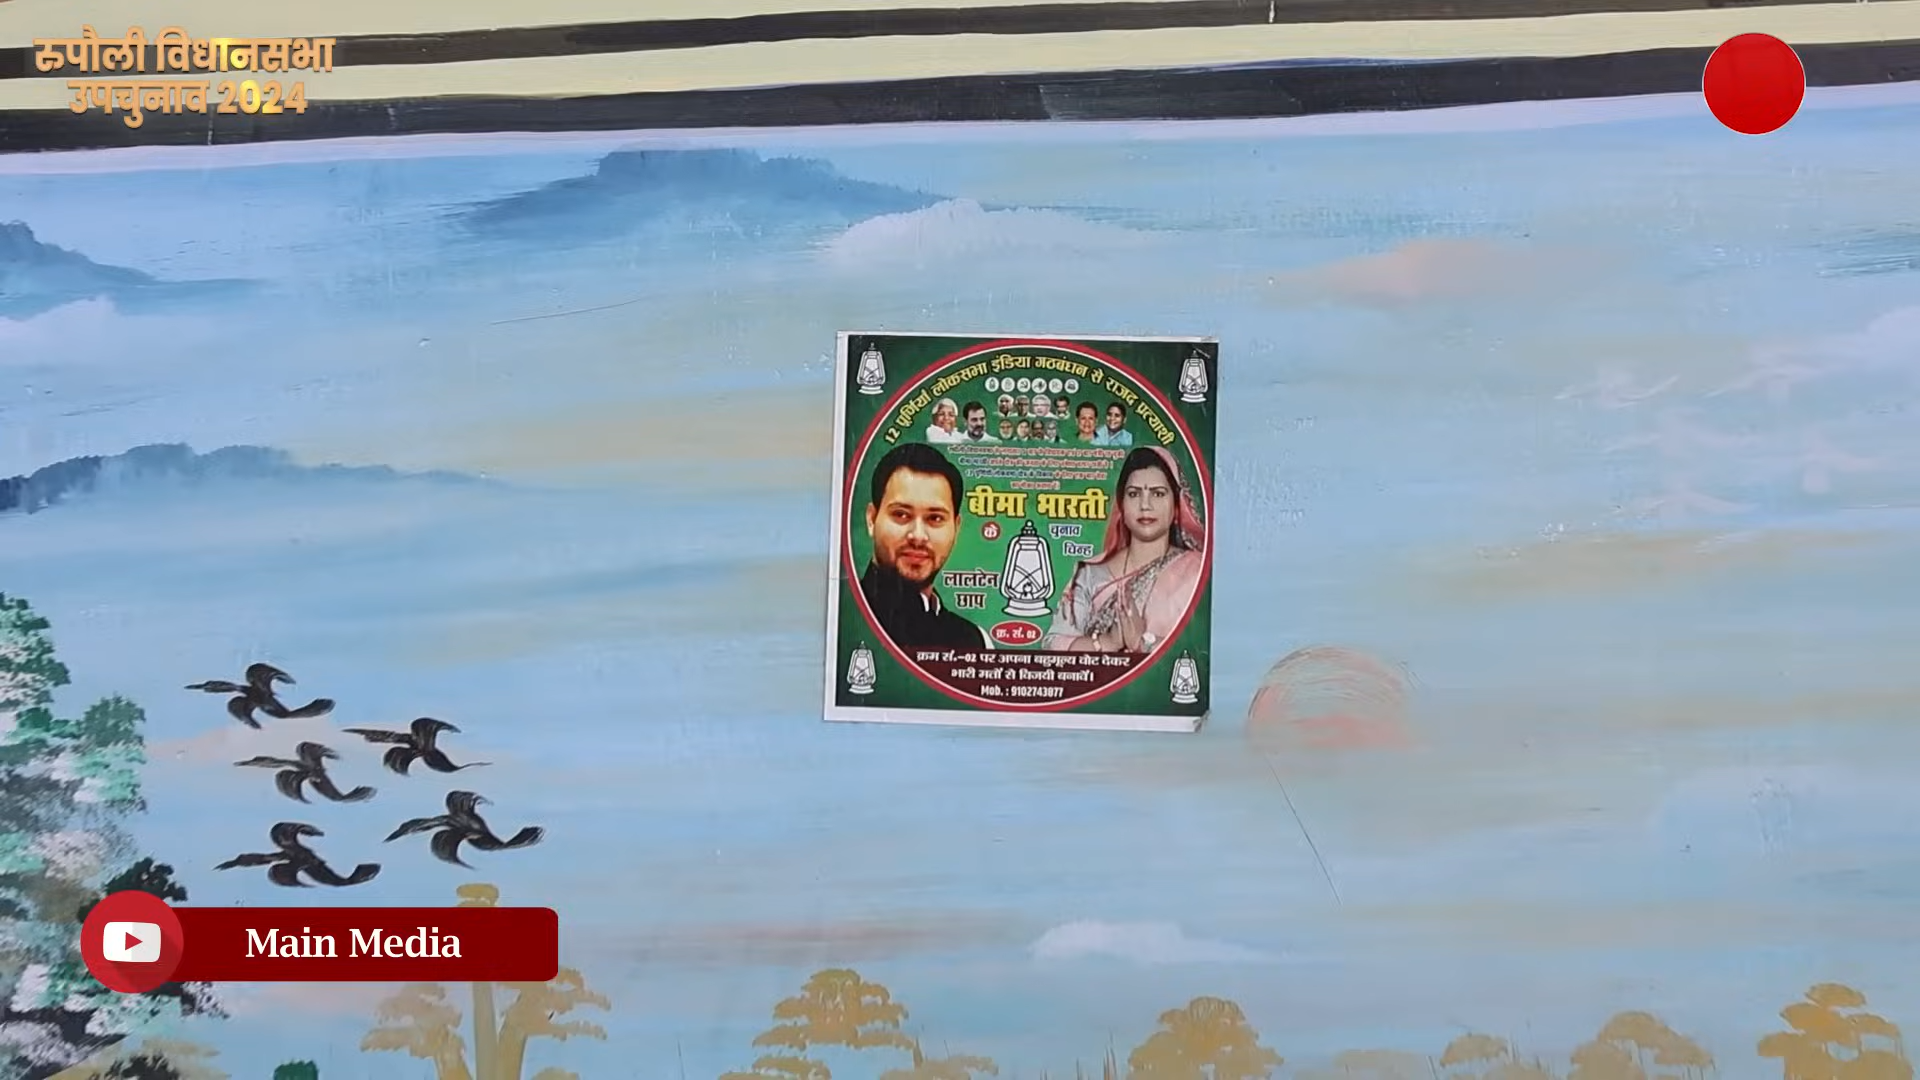 रुपौली विधानसभा
उपचुनाव 2024
12 पूर्णियां लोकसभा इंडिया गठबंधन से राजद प्रत्याशी
बीमा भारती
के
चुनाव
चिन्ह
लालटेन
छाप
क्र. सं. 02
क्रम सं.-02 पर अपना बहुमूल्य वोट देकर
भारी मतों से विजयी बनावें।
Mob. : 9102743077
Main Media